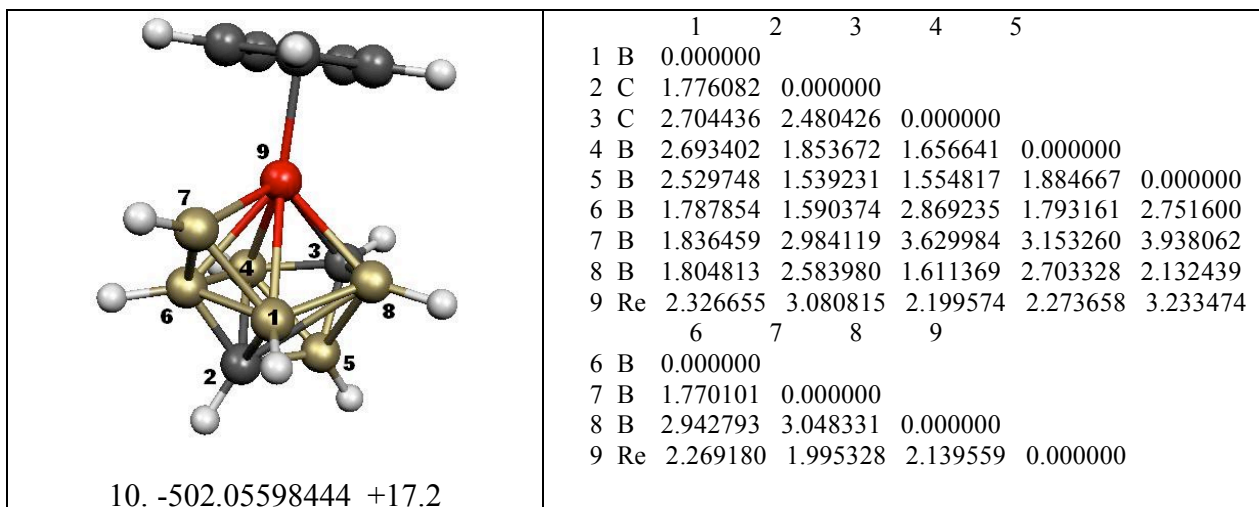 9
7
4
3
6
1
8
2
5
10. -502.05598444 +17.2
1 2 3 4 5
1 B 0.000000
2 C 1.776082 0.000000
3 C 2.704436 2.480426 0.000000
4 B 2.693402 1.853672 1.656641 0.000000
5 B 2.529748 1.539231 1.554817 1.884667 0.000000
6 B 1.787854 1.590374 2.869235 1.793161 2.751600
7 B 1.836459 2.984119 3.629984 3.153260 3.938062
8 B 1.804813 2.583980 1.611369 2.703328 2.132439
9 Re 2.326655 3.080815 2.199574 2.273658 3.233474
6 7 8 9
6 B 0.000000
7 B 1.770101 0.000000
8 B 2.942793 3.048331 0.000000
9 Re 2.269180 1.995328 2.139559 0.000000